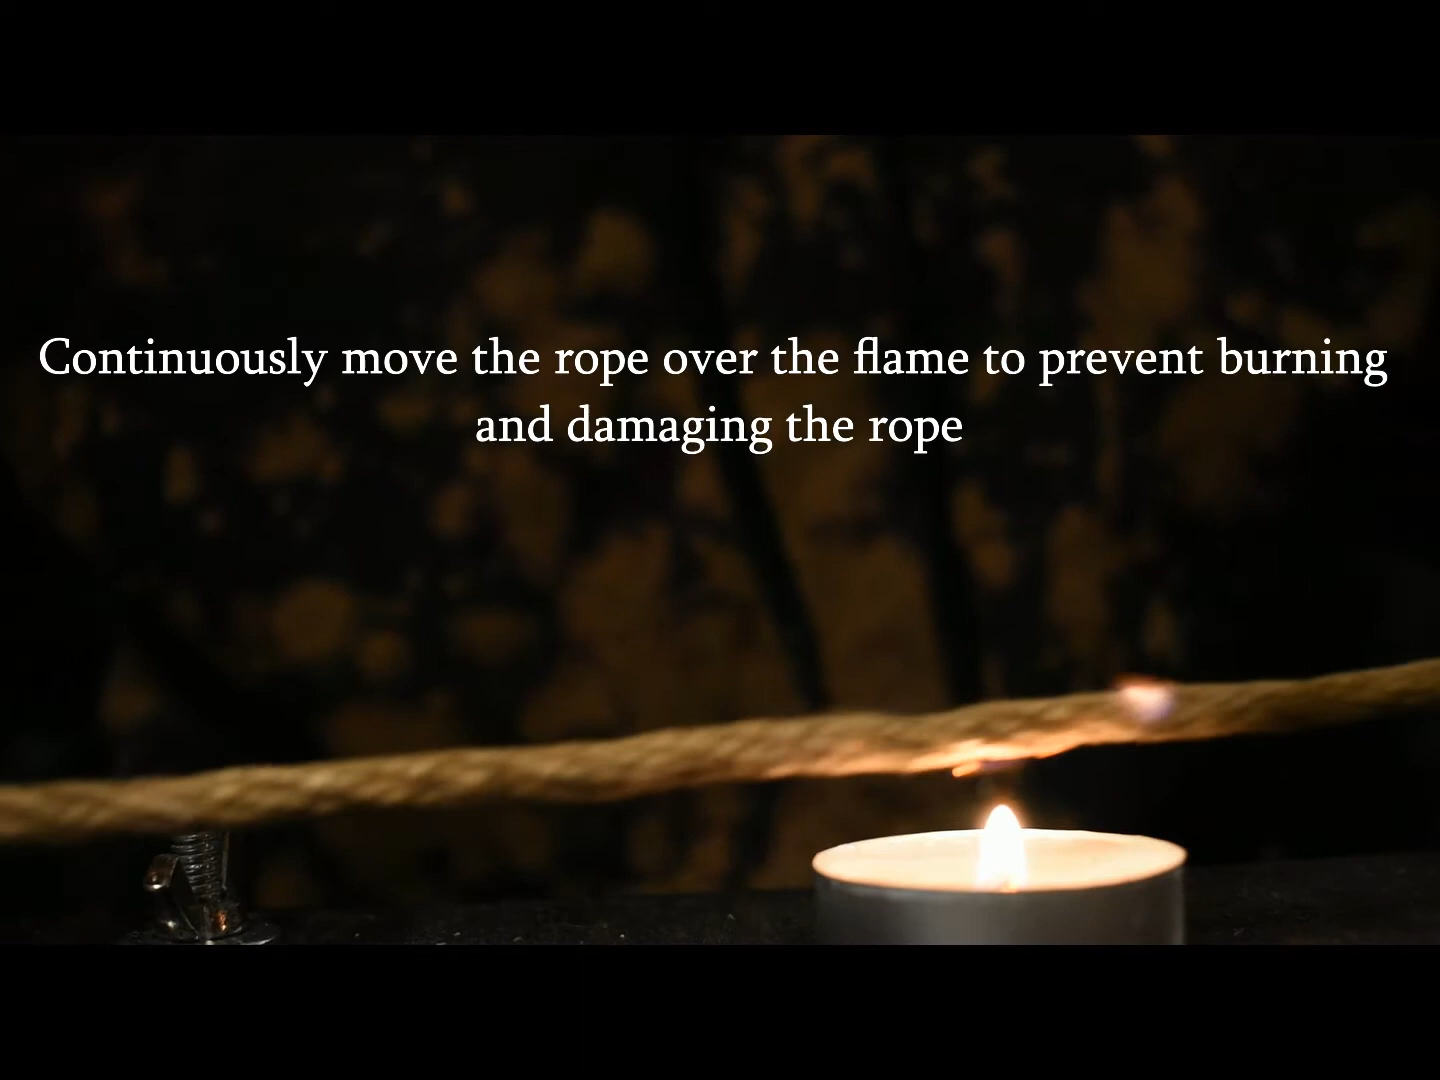 Continuously move the rope over the flame to prevent burning
and damaging the rope